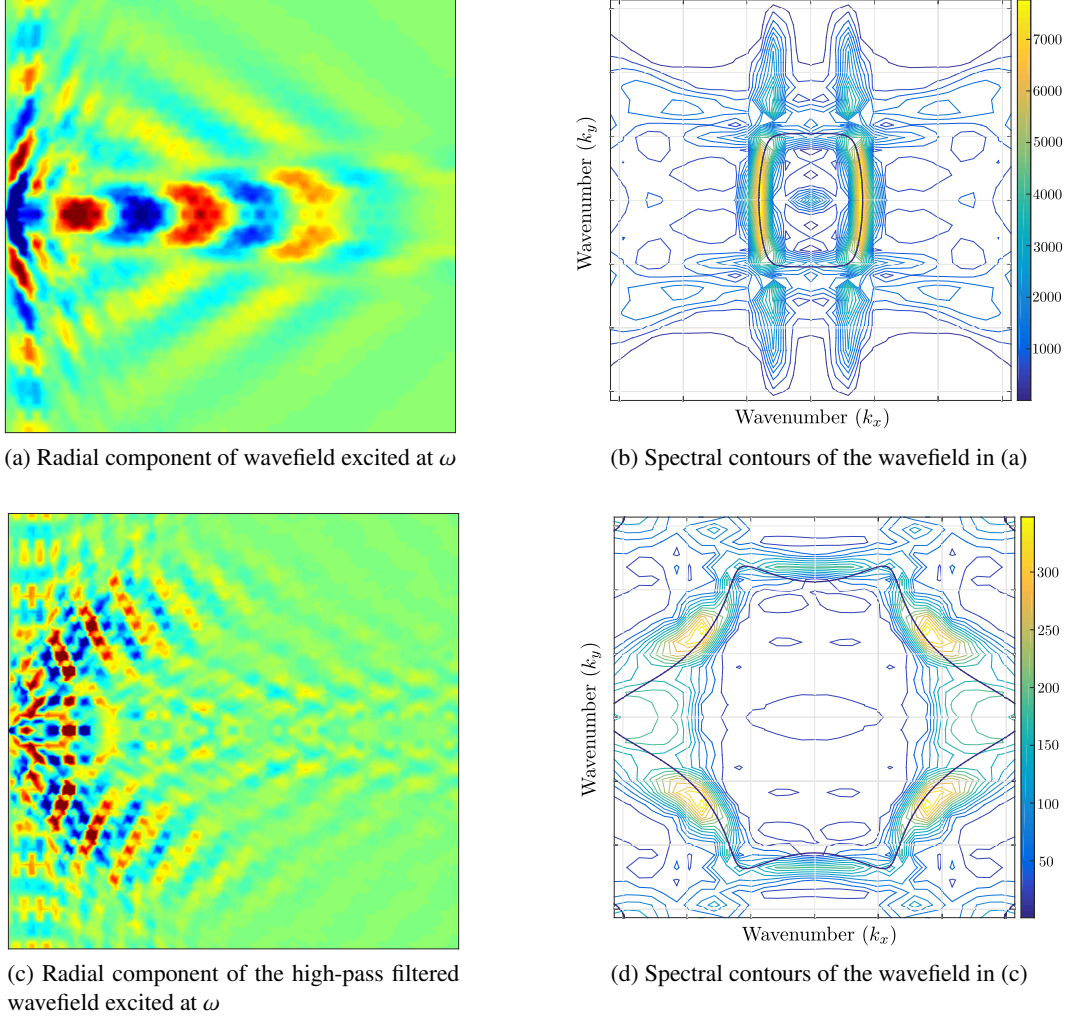 7000
6000
5000
4000
3000
2000
1000
Wavenumber (k_y)
Wavenumber (k_x)
(a) Radial component of wavefield excited at ω
(b) Spectral contours of the wavefield in (a)
300
250
200
150
100
50
Wavenumber (k_y)
Wavenumber (k_x)
(c) Radial component of the high-pass filtered
wavefield excited at ω
(d) Spectral contours of the wavefield in (c)